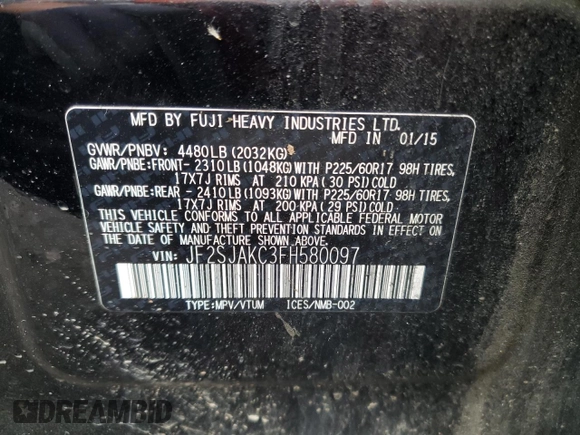 MFD BY FUJI HEAVY INDUSTRIES LTD.
MFD IN 01/15
GVWR/PNBV: 4480LB (2032KG)
GAWR/PNBE:FRONT- 2310LB (1048KG)WITH P225/60R17 98H TIRES,
17X7J RIMS AT 210 KPA (30 PSI)COLD
GAWR/PNBE:REAR - 2410LB (1093KG)WITH P225/60R17 98H TIRES,
17X7J RIMS AT 200 KPA (29 PSI)COLD
THIS VEHICLE CONFORMS TO ALL APPLICABLE FEDERAL MOTOR
VEHICLE SAFETY AND THEFT PREVENTION STANDARDS IN EFFECT
ON THE DATE OF MANUFACTURE SHOWN ABOVE.
VIN: JF2SJAKC3FH580097
TYPE:MPV/VTUM ICES/NMB-002
DREAMBID